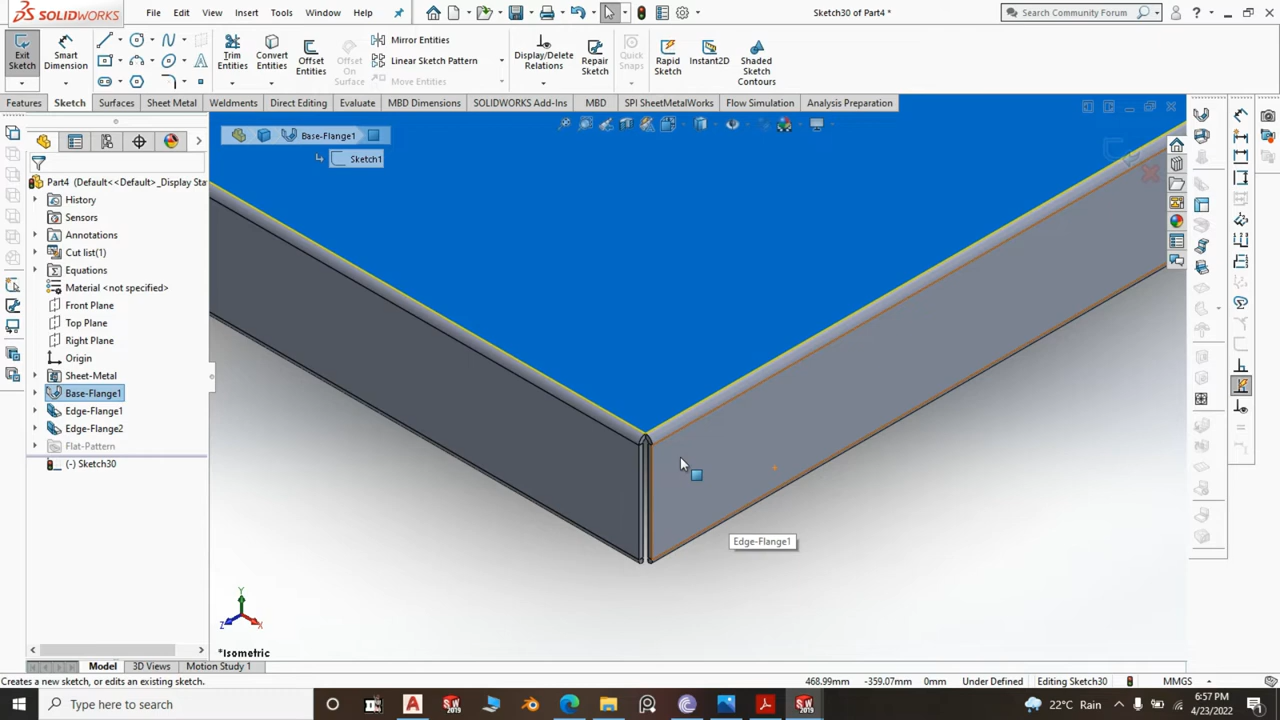 SOLIDWORKS
File
Edit
View
Insert
Tools
Window
Sketch30 of Part4 *
Search Community Forum
Exit Sketch
Smart Dimension
Trim Entities
Convert Entities
Offset Entities
Offset On Surface
Mirror Entities
Linear Sketch Pattern
Move Entities
Display/Delete Relations
Repair Sketch
Quick Snaps
Rapid Sketch
Instant2D
Shaded Sketch Contours
Features
Sketch
Surfaces
Sheet Metal
Weldments
Direct Editing
Evaluate
MBD Dimensions
SOLIDWORKS Add-Ins
MBD
SPI SheetMetalWorks
Flow Simulation
Analysis Preparation
Base-Flange1
Sketch1
Part4 (Default<<Default>_Display Sta
History
Sensors
Annotations
Cut list(1)
Equations
Material <not specified>
Front Plane
Top Plane
Right Plane
Origin
Sheet-Metal
Base-Flange1
Edge-Flange1
Edge-Flange2
Flat-Pattern
(-) Sketch30
Edge-Flange1
Y
Z
X
*Isometric
Model
3D Views
Motion Study 1
Creates a new sketch, or edits an existing sketch.
468.99mm
-359.07mm
0mm
Under Defined
Editing Sketch30
MMGS
Type here to search
22°C Rain
6:57 PM
4/23/2022